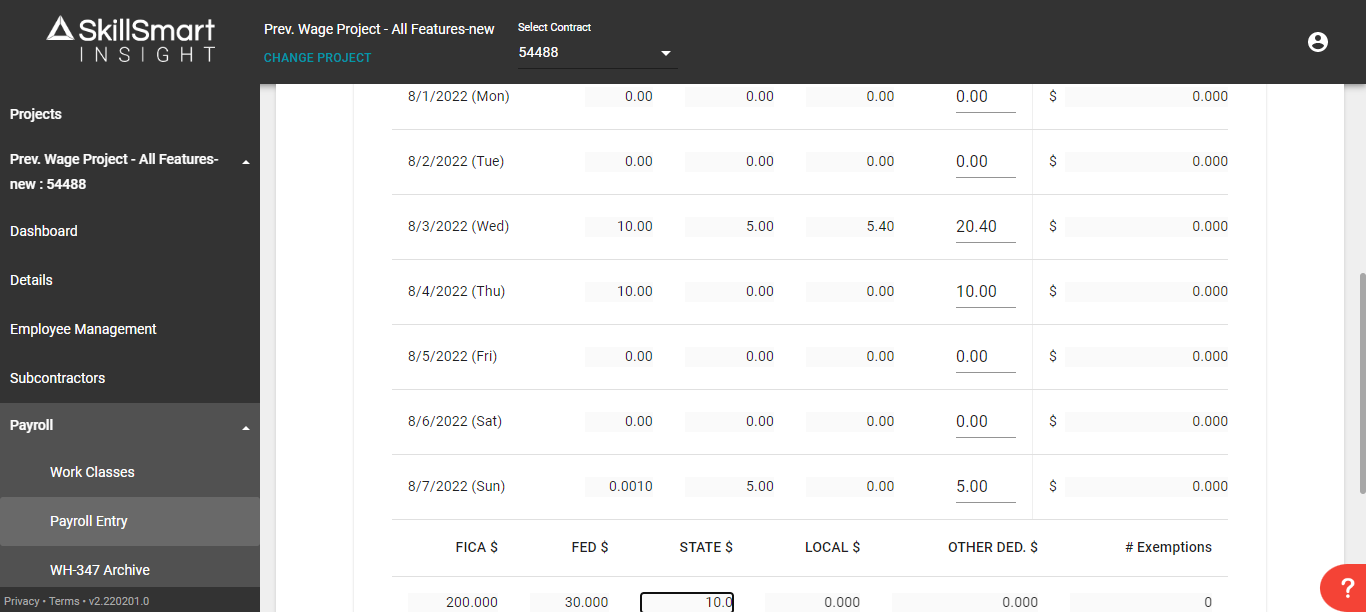 SkillSmart
INSIGHT
Prev. Wage Project - All Features-new
CHANGE PROJECT
Select Contract
54488
Projects
Prev. Wage Project - All Features-
new : 54488
Dashboard
Details
Employee Management
Subcontractors
Payroll
Work Classes
Payroll Entry
WH-347 Archive
Privacy • Terms • v2.220201.0
8/1/2022 (Mon) 0.00 0.00 0.00 0.00 $ 0.000
8/2/2022 (Tue) 0.00 0.00 0.00 0.00 $ 0.000
8/3/2022 (Wed) 10.00 5.00 5.40 20.40 $ 0.000
8/4/2022 (Thu) 10.00 0.00 0.00 10.00 $ 0.000
8/5/2022 (Fri) 0.00 0.00 0.00 0.00 $ 0.000
8/6/2022 (Sat) 0.00 0.00 0.00 0.00 $ 0.000
8/7/2022 (Sun) 0.0010 5.00 0.00 5.00 $ 0.000
FICA $ FED $ STATE $ LOCAL $ OTHER DED. $ # Exemptions
200.000 30.000 10.0 0.000 0.000 0
?